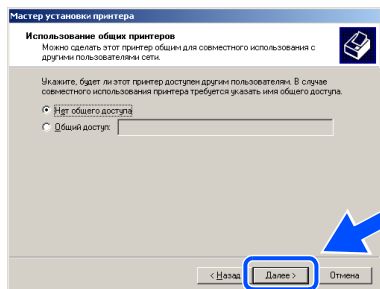 Мастер установки принтера
Использование общих принтеров
Можно сделать этот принтер общим для совместного использования с
другими пользователями сети.
Укажите, будет ли этот принтер доступен другим пользователям. В случае
совместного использования принтера требуется указать имя общего доступа.
Нет общего доступа
Общий доступ:
< Назад
Далее >
Отмена